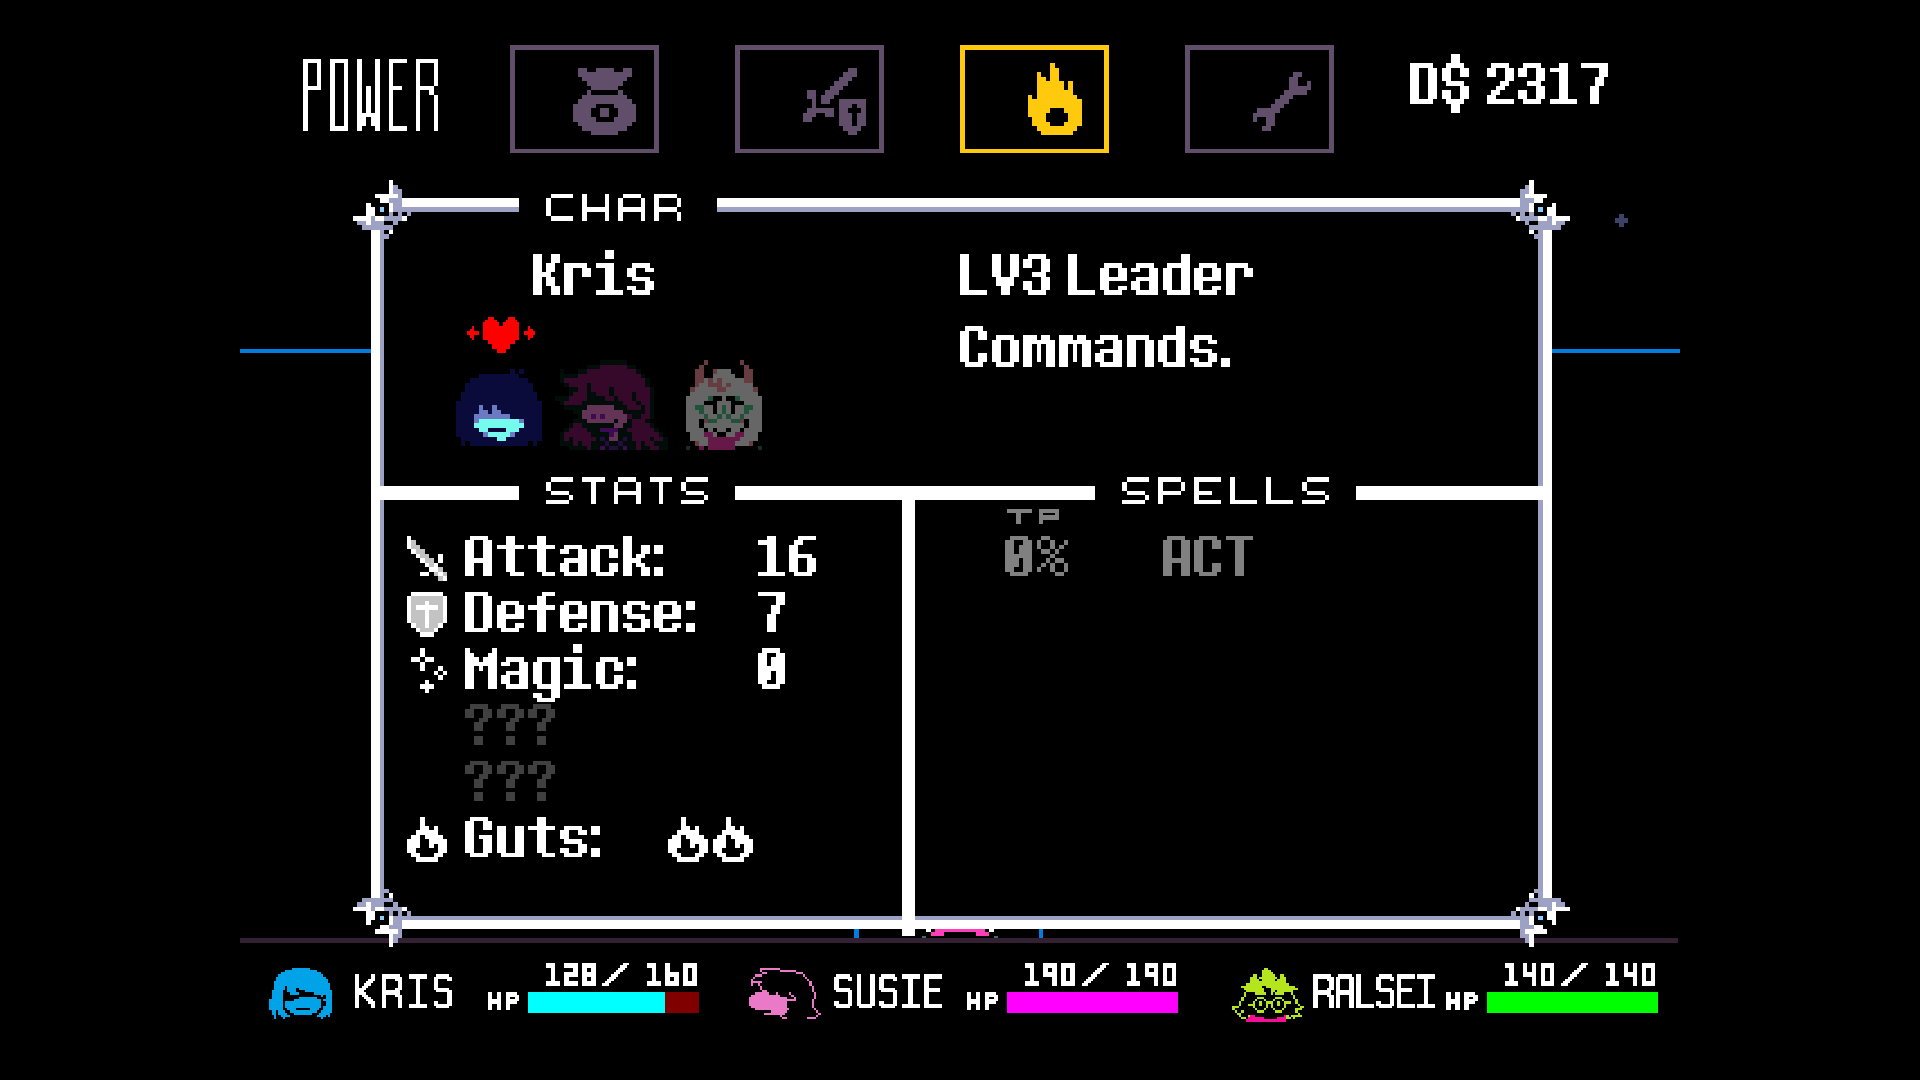 POWER D$ 2317
CHAR
Kris
LV3 Leader
Commands.
STATS
Attack: 16
Defense: 7
Magic: 0
???
???
Guts:
SPELLS
TP
0% ACT
KRIS HP 128/ 160
SUSIE HP 190/ 190
RALSEI HP 140/ 140